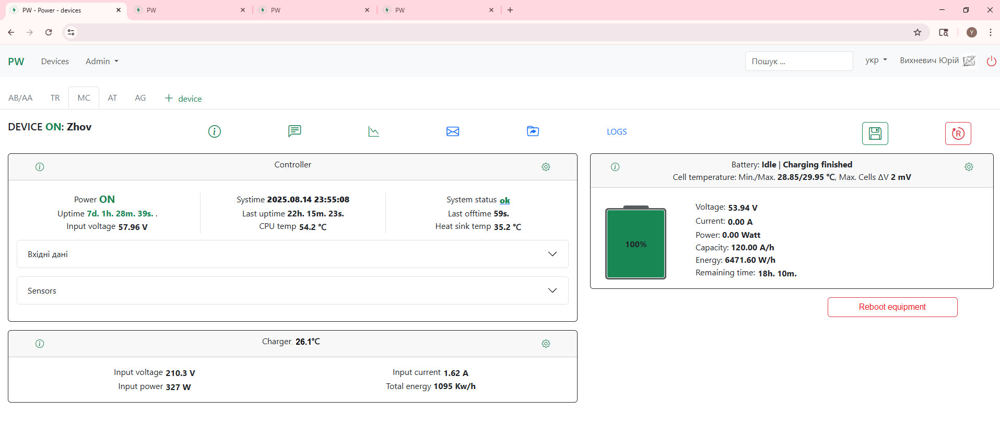 PW - Power - devices
PW
PW
PW
Y
PW
Devices
Admin
Пошук ...
укр
Вихневич Юрій
AB/AA
TR
MC
AT
AG
+ device
DEVICE ON: Zhov
LOGS
R
Controller
Power ON
Uptime 7d. 1h. 28m. 39s. .
Input voltage 57.96 V
Systime 2025.08.14 23:55:08
Last uptime 22h. 15m. 23s.
CPU temp 54.2 °C
System status ok
Last offtime 59s.
Heat sink temp 35.2 °C
Вхідні дані
Sensors
Charger 26.1°C
Input voltage 210.3 V
Input power 327 W
Input current 1.62 A
Total energy 1095 Kw/h
Battery: Idle | Charging finished
Cell temperature: Min./Max. 28.85/29.95 °C, Max. Cells ΔV 2 mV
100%
Voltage: 53.94 V
Current: 0.00 A
Power: 0.00 Watt
Capacity: 120.00 A/h
Energy: 6471.60 W/h
Remaining time: 18h. 10m.
Reboot equipment